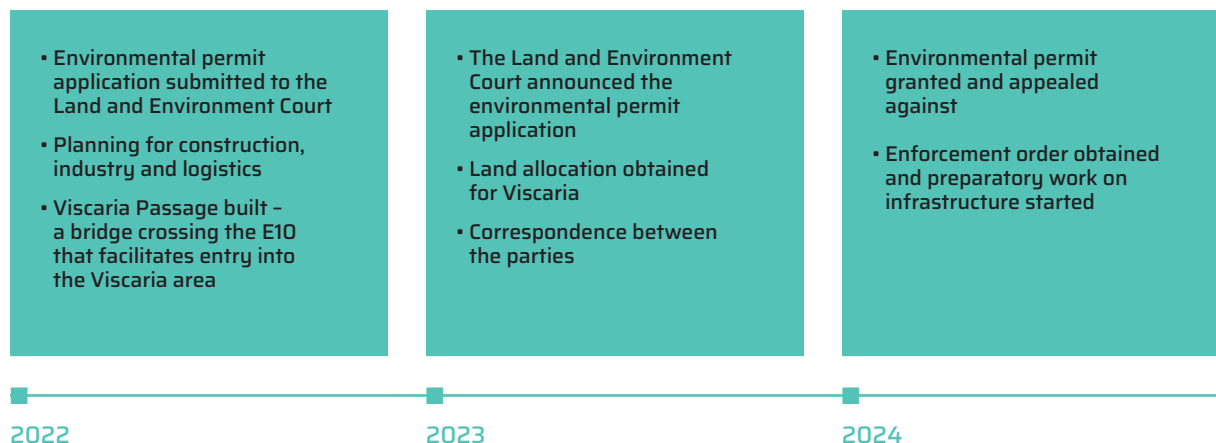 • Environmental permit
application submitted to the
Land and Environment Court
• Planning for construction,
industry and logistics
• Viscaria Passage built –
a bridge crossing the E10
that facilitates entry into
the Viscaria area
• The Land and Environment
Court announced the
environmental permit
application
• Land allocation obtained
for Viscaria
• Correspondence between
the parties
• Environmental permit
granted and appealed
against
• Enforcement order obtained
and preparatory work on
infrastructure started
2022
2023
2024